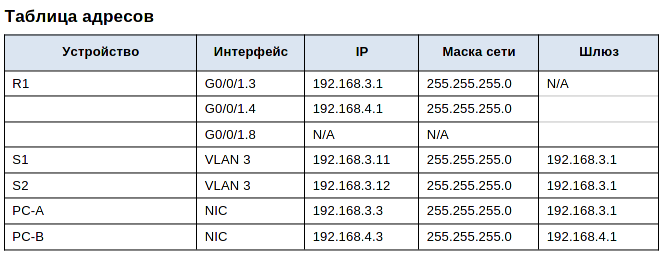 Таблица адресов
Устройство Интерфейс IP Маска сети Шлюз
R1 G0/0/1.3 192.168.3.1 255.255.255.0 N/A
G0/0/1.4 192.168.4.1 255.255.255.0
G0/0/1.8 N/A N/A
S1 VLAN 3 192.168.3.11 255.255.255.0 192.168.3.1
S2 VLAN 3 192.168.3.12 255.255.255.0 192.168.3.1
PC-A NIC 192.168.3.3 255.255.255.0 192.168.3.1
PC-B NIC 192.168.4.3 255.255.255.0 192.168.4.1